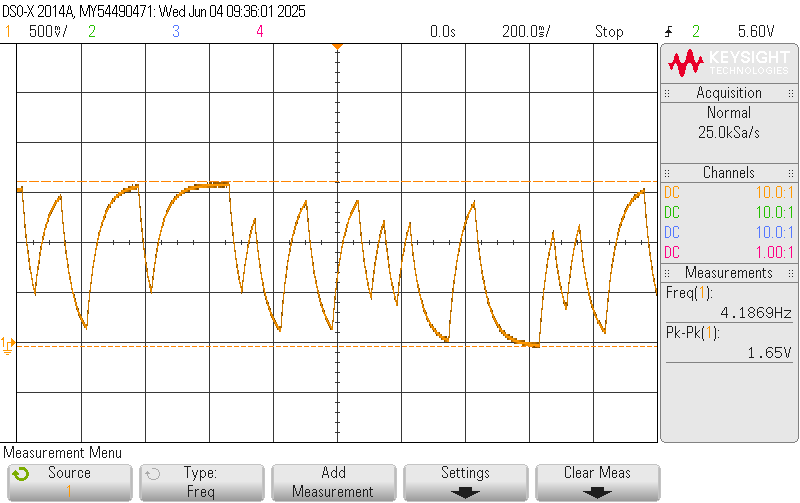 DSO-X 2014A, MY54490471: Wed Jun 04 09:36:01 2025
1 500mV/ 2 3 4 0.0s 200.0ms/ Stop 2 5.60V
KEYSIGHT
TECHNOLOGIES
Acquisition
Normal
25.0kSa/s
Channels
DC 10.0:1
DC 10.0:1
DC 10.0:1
DC 1.00:1
Measurements
Freq(1):
4.1869Hz
Pk-Pk(1):
1.65V
1
Measurement Menu
Source
1
Type:
Freq
Add
Measurement
Settings
Clear Meas